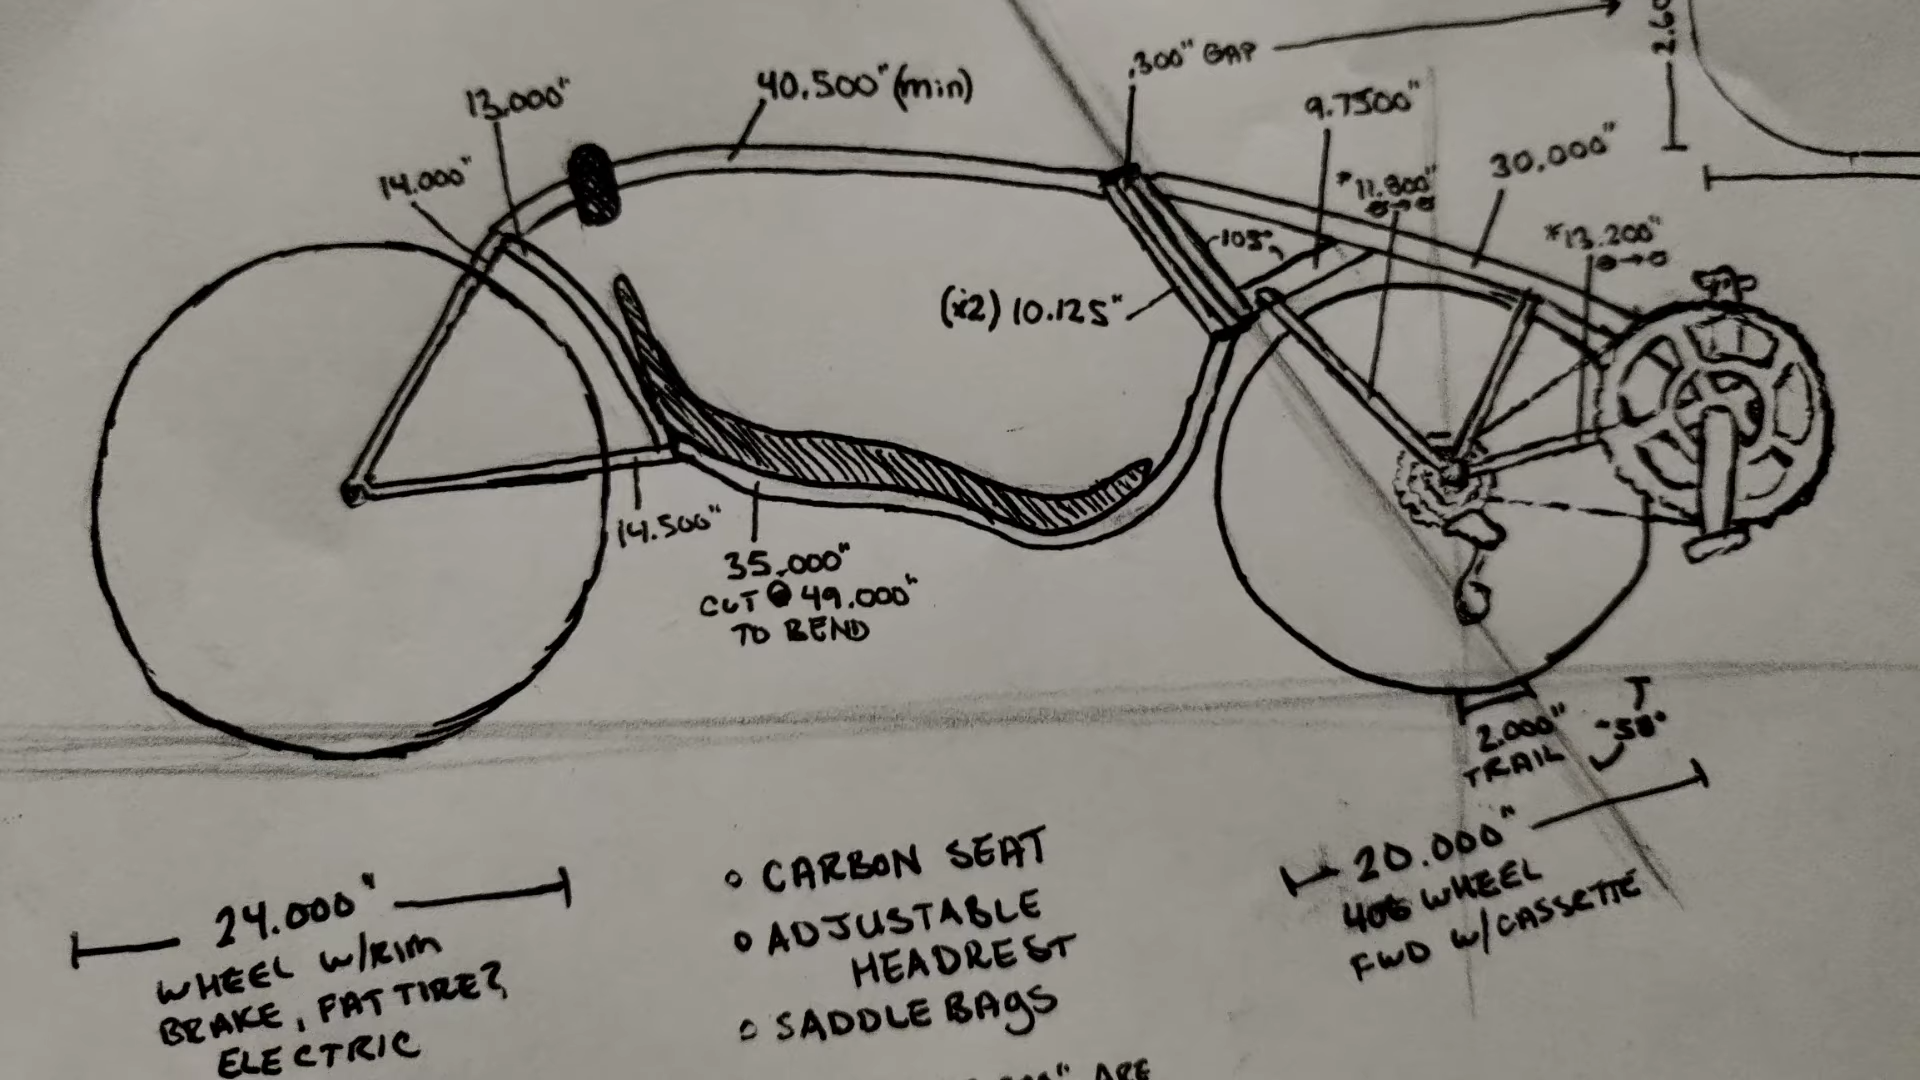 .300" GAP
2.60
40.500" (min)
13.000"
9.7500"
14.000"
30.000"
*11.800"
*13.200"
105°
(x2) 10.125"
14.500"
35.000"
CUT @ 49.000"
TO BEND
2.000"
TRAIL
~58°
20.000"
406 WHEEL
FWD W/CASSETTE
24.000"
WHEEL W/RIM
BRAKE, FAT TIRE?,
ELECTRIC
○ CARBON SEAT
○ ADJUSTABLE
HEADREST
○ SADDLE BAGS
" ARE